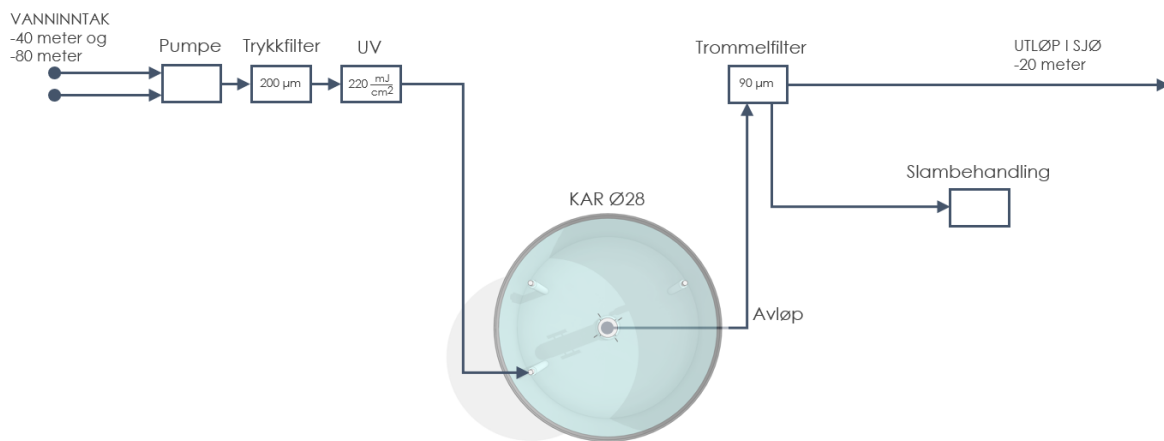 VANNINNTAK
-40 meter og
-80 meter
Pumpe
Trykkfilter
UV
200 µm
220 mJ
cm2
Trommelfilter
90 µm
UTLØP I SJØ
-20 meter
Slambehandling
KAR Ø28
Avløp